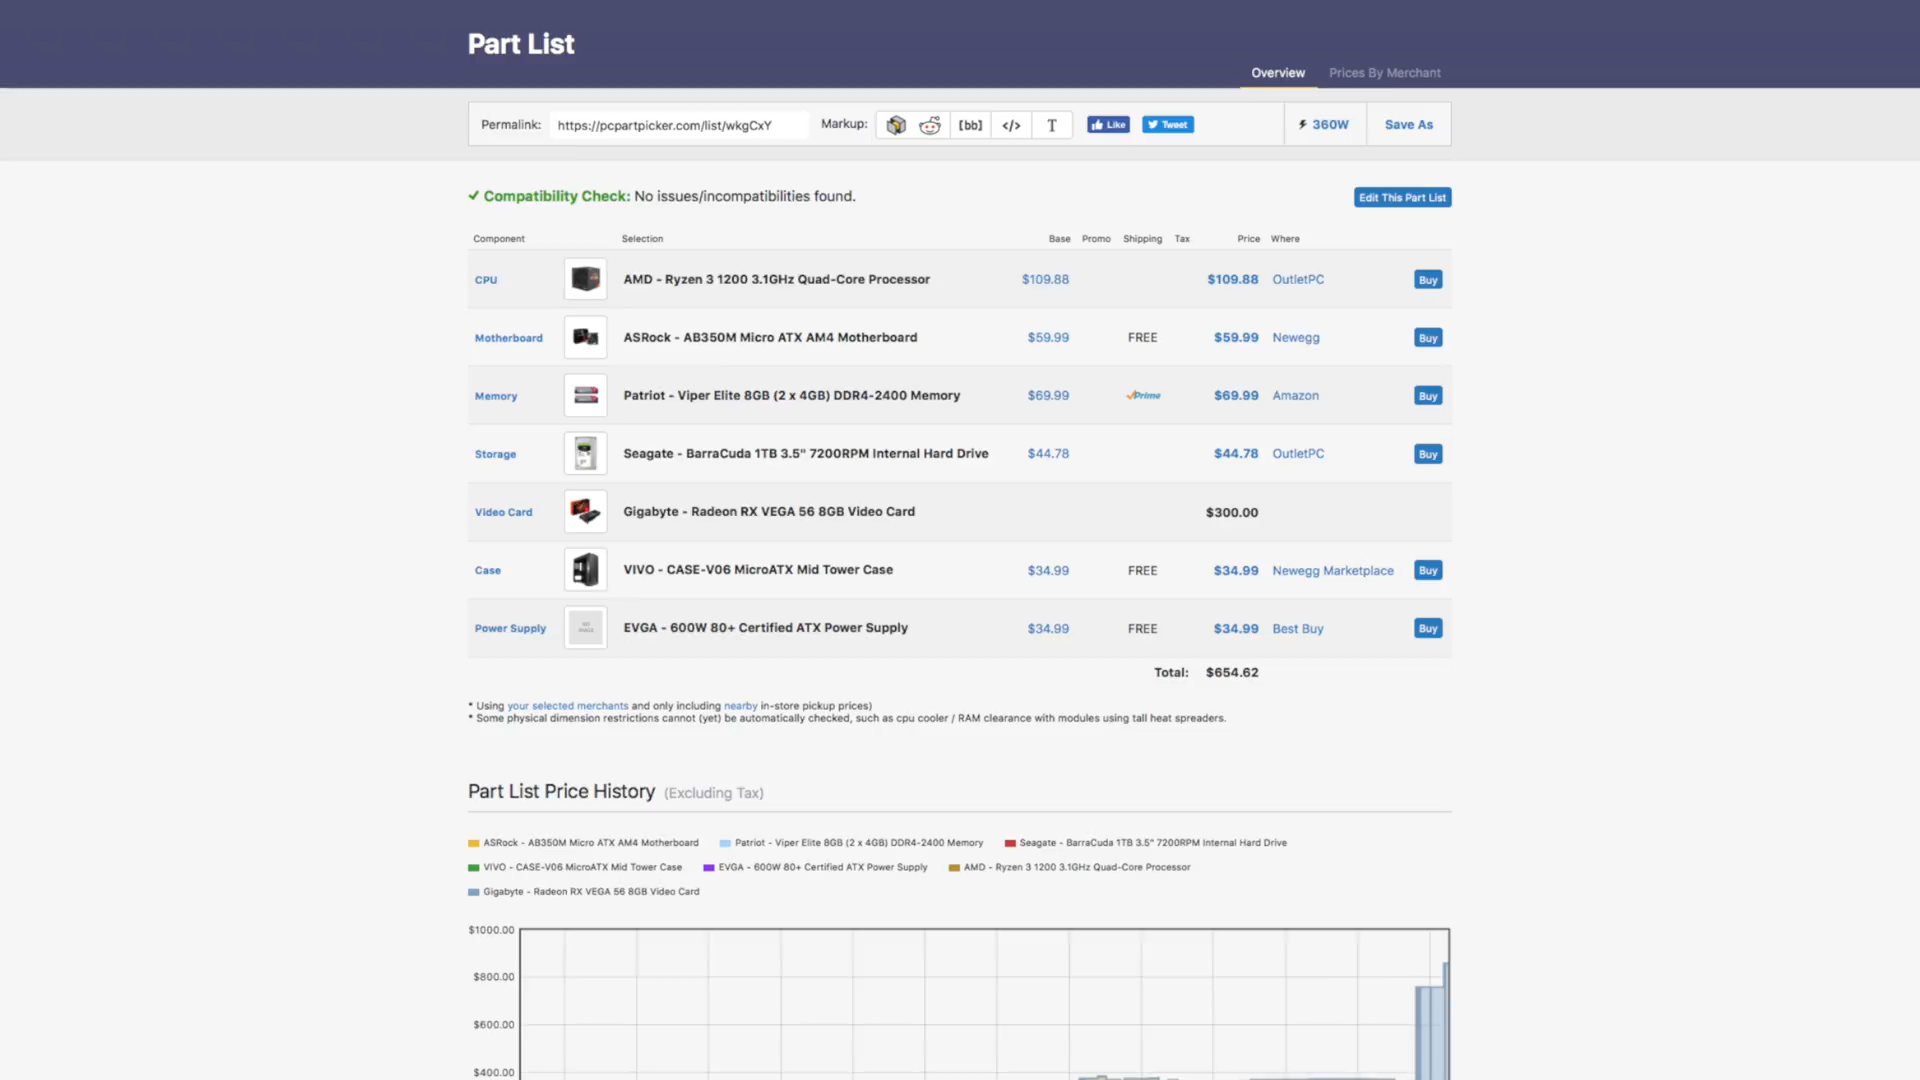 Part List
Overview Prices By Merchant
Permalink: https://pcpartpicker.com/list/wkgCxY Markup: [bb] </> T Like Tweet 360W Save As
✔ Compatibility Check: No issues/incompatibilities found. Edit This Part List
Component Selection Base Promo Shipping Tax Price Where
CPU AMD - Ryzen 3 1200 3.1GHz Quad-Core Processor $109.88 $109.88 OutletPC Buy
Motherboard ASRock - AB350M Micro ATX AM4 Motherboard $59.99 FREE $59.99 Newegg Buy
Memory Patriot - Viper Elite 8GB (2 x 4GB) DDR4-2400 Memory $69.99 Prime $69.99 Amazon Buy
Storage Seagate - BarraCuda 1TB 3.5" 7200RPM Internal Hard Drive $44.78 $44.78 OutletPC Buy
Video Card Gigabyte - Radeon RX VEGA 56 8GB Video Card $300.00
Case VIVO - CASE-V06 MicroATX Mid Tower Case $34.99 FREE $34.99 Newegg Marketplace Buy
Power Supply EVGA - 600W 80+ Certified ATX Power Supply $34.99 FREE $34.99 Best Buy Buy
Total: $654.62
* Using your selected merchants and only including nearby in-store pickup prices)
* Some physical dimension restrictions cannot (yet) be automatically checked, such as cpu cooler / RAM clearance with modules using tall heat spreaders.
Part List Price History (Excluding Tax)
ASRock - AB350M Micro ATX AM4 Motherboard Patriot - Viper Elite 8GB (2 x 4GB) DDR4-2400 Memory Seagate - BarraCuda 1TB 3.5" 7200RPM Internal Hard Drive
VIVO - CASE-V06 MicroATX Mid Tower Case EVGA - 600W 80+ Certified ATX Power Supply AMD - Ryzen 3 1200 3.1GHz Quad-Core Processor
Gigabyte - Radeon RX VEGA 56 8GB Video Card
$1000.00
$800.00
$600.00
$400.00